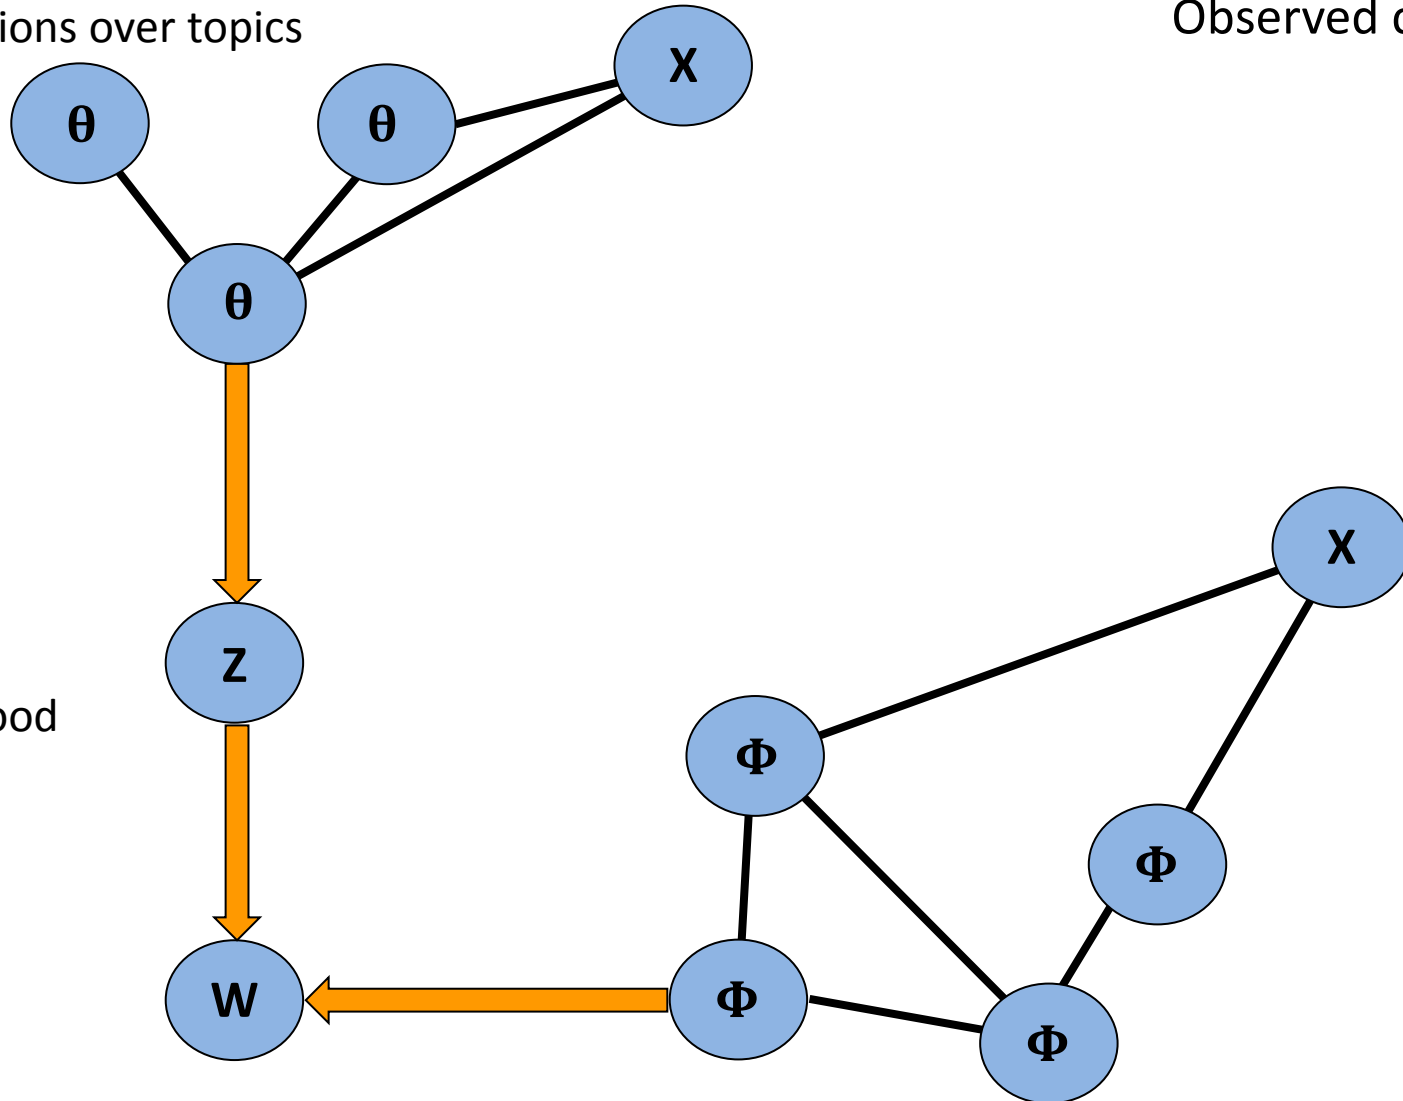 ions over topics
Observed
X
θ
θ
θ
X
Z
ood
Φ
Φ
W
Φ
Φ